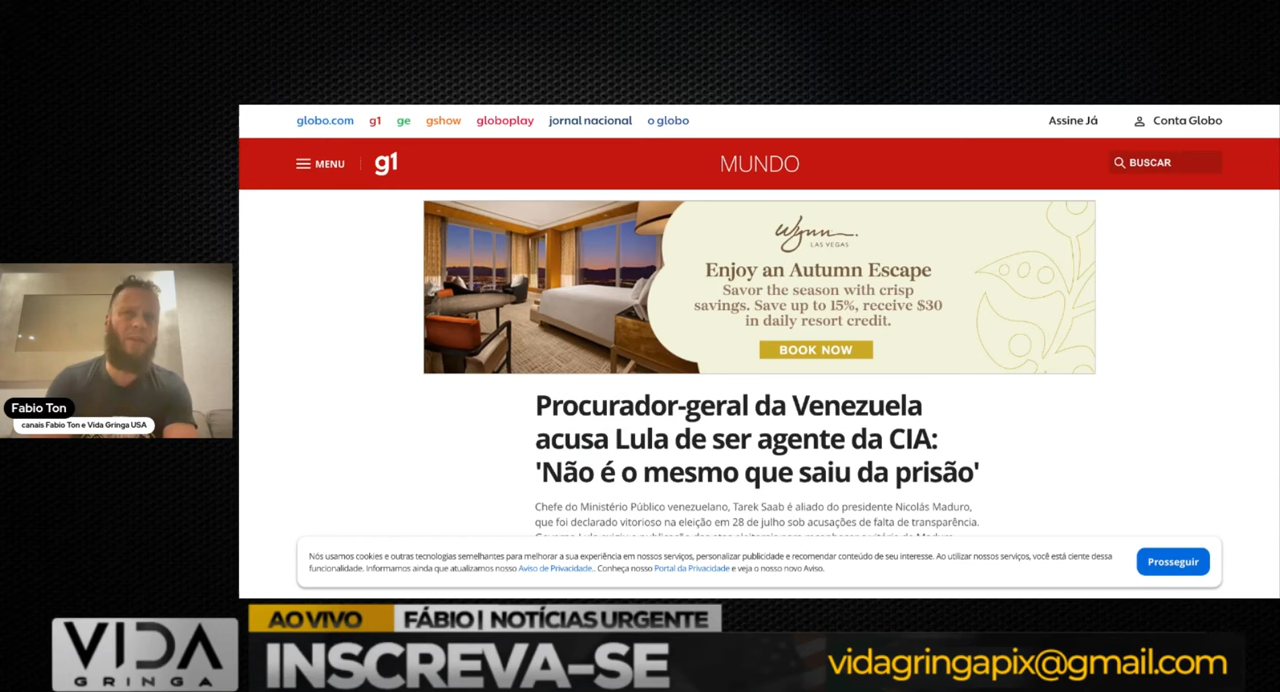 globo.com g1 ge gshow globoplay jornal nacional o globo Assine Já Conta Globo
MENU g1 MUNDO BUSCAR
Wynn
LAS VEGAS
Enjoy an Autumn Escape
Savor the season with crisp
savings. Save up to 15%, receive $30
in daily resort credit.
BOOK NOW
Procurador-geral da Venezuela
acusa Lula de ser agente da CIA:
'Não é o mesmo que saiu da prisão'
Chefe do Ministério Público venezuelano, Tarek Saab é aliado do presidente Nicolás Maduro,
que foi declarado vitorioso na eleição em 28 de julho sob acusações de falta de transparência.
Nós usamos cookies e outras tecnologias semelhantes para melhorar a sua experiência em nossos serviços, personalizar publicidade e recomendar conteúdo de seu interesse. Ao utilizar nossos serviços, você está ciente dessa
funcionalidade. Informamos ainda que atualizamos nosso Aviso de Privacidade.. Conheça nosso Portal da Privacidade e veja o nosso novo Aviso.
Prosseguir
Fabio Ton
canais Fabio Ton e Vida Gringa USA
AO VIVO FÁBIO | NOTÍCIAS URGENTE
VIDA
GRINGA
INSCREVA-SE
vidagringapix@gmail.com